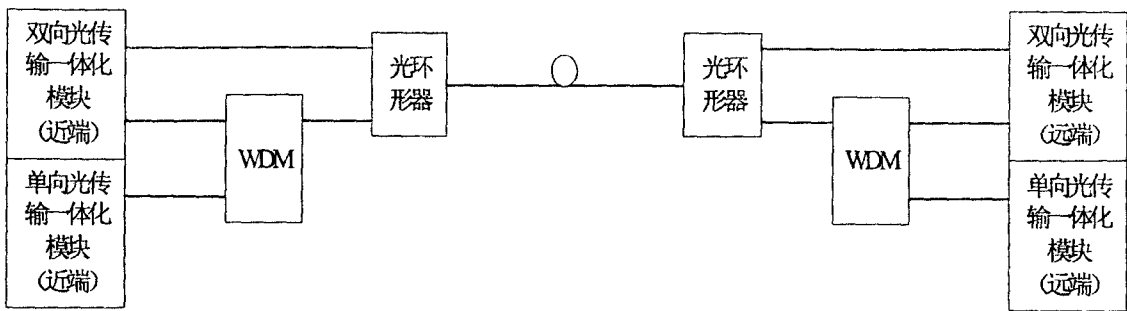 双向光传
输一体化
模块
(近端)
单向光传
输一体化
模块
(近端)
WDM
光环
形器
光环
形器
WDM
双向光传
输一体化
模块
(远端)
单向光传
输一体化
模块
(远端)